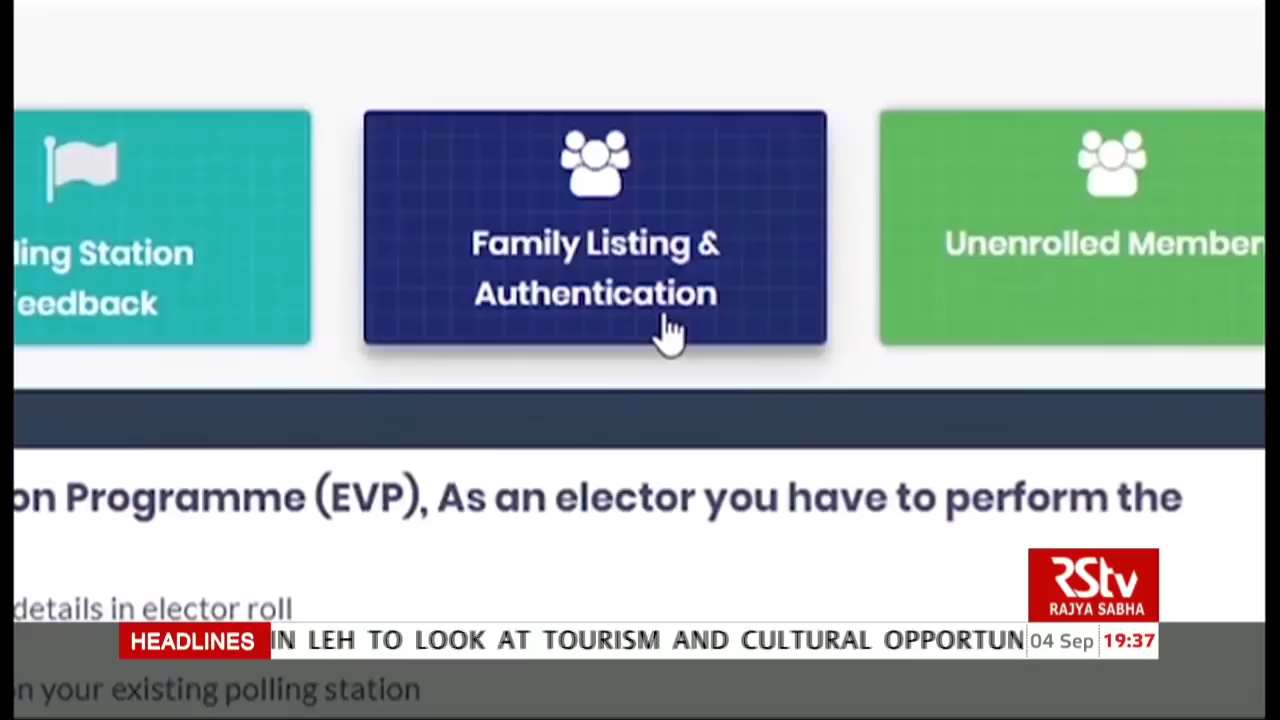 ling Station
eedback
Family Listing &
Authentication
Unenrolled Member
on Programme (EVP), As an elector you have to perform the
details in elector roll
RSTV
RAJYA SABHA
HEADLINES
IN LEH TO LOOK AT TOURISM AND CULTURAL OPPORTUN
04 Sep
19:37
n your existing polling station